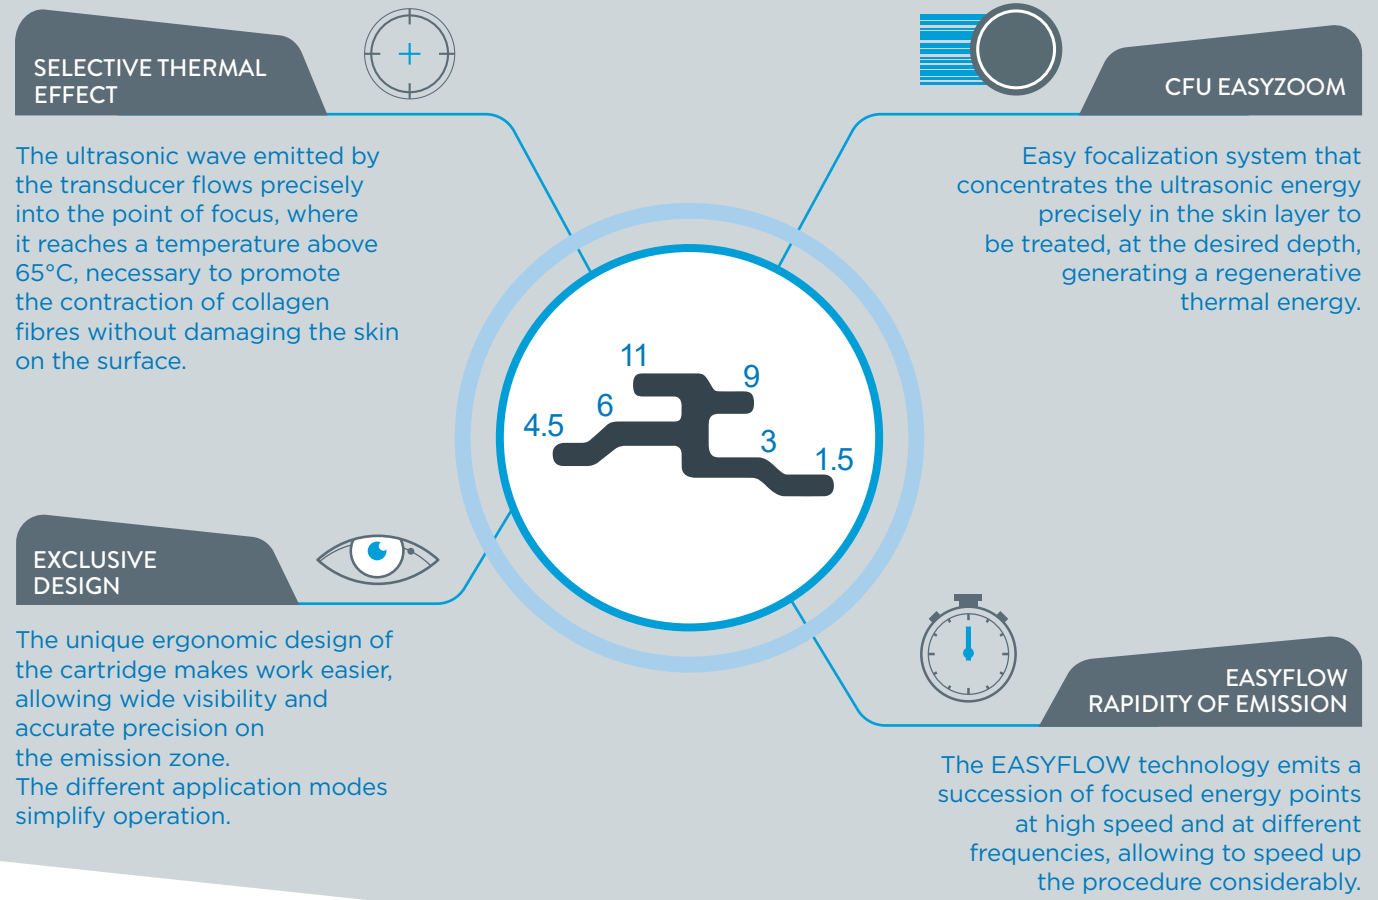 SELECTIVE THERMAL
EFFECT
The ultrasonic wave emitted by
the transducer flows precisely
into the point of focus, where
it reaches a temperature above
65°C, necessary to promote
the contraction of collagen
fibres without damaging the skin
on the surface.
CFU EASYZOOM
Easy focalization system that
concentrates the ultrasonic energy
precisely in the skin layer to
be treated, at the desired depth,
generating a regenerative
thermal energy.
11
9
6
4.5
3
1.5
EXCLUSIVE
DESIGN
The unique ergonomic design of
the cartridge makes work easier,
allowing wide visibility and
accurate precision on
the emission zone.
The different application modes
simplify operation.
EASYFLOW
RAPIDITY OF EMISSION
The EASYFLOW technology emits a
succession of focused energy points
at high speed and at different
frequencies, allowing to speed up
the procedure considerably.